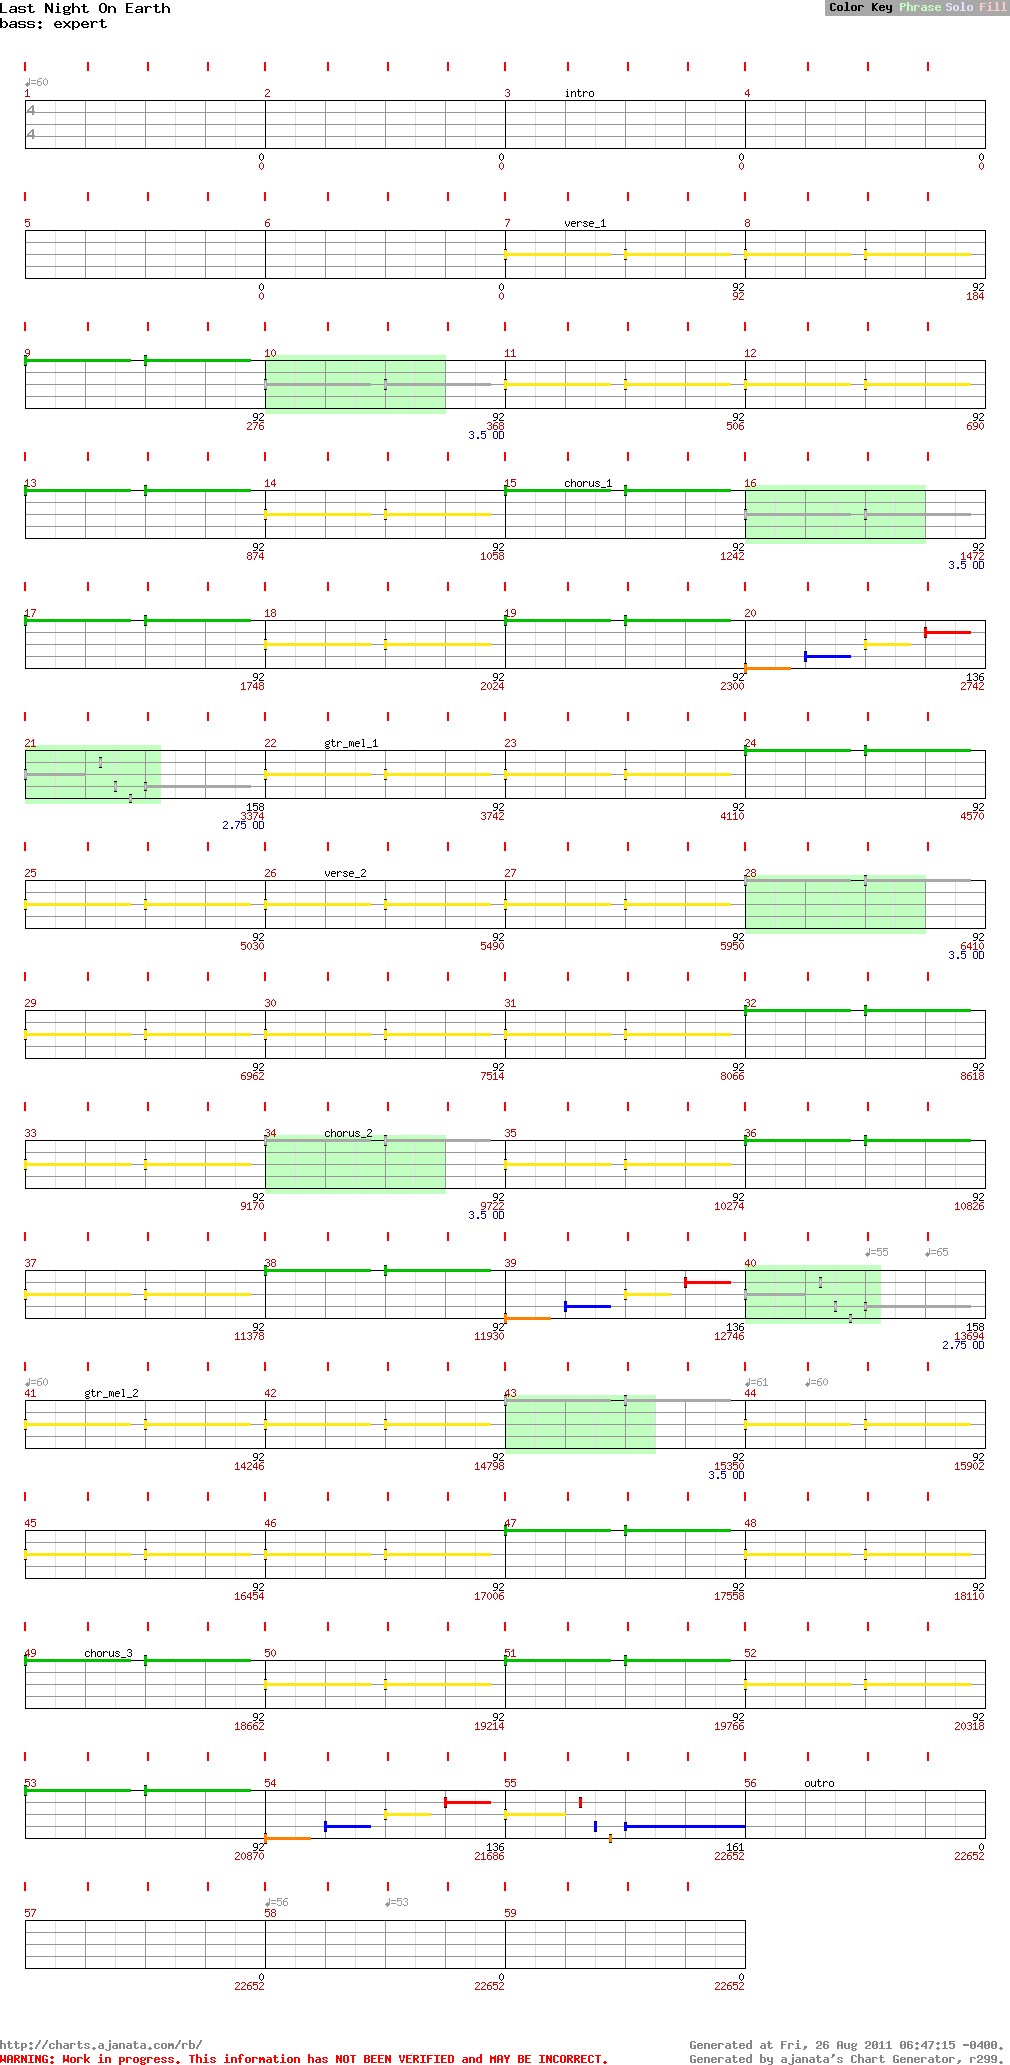 Last Night On Earth
bass: expert
Color Key Phrase Solo Fill
♩=60
1 2 3 intro 4
4
4
0 0 0 0
0 0 0 0
5 6 7 verse_1 8
0 0 92 92
0 0 92 184
9 10 11 12
92 92 92 92
276 368 506 690
3.5 OD
13 14 15 chorus_1 16
92 92 92 92
874 1058 1242 1472
3.5 OD
17 18 19 20
92 92 92 136
1748 2024 2300 2742
21 22 gtr_mel_1 23 24
158 92 92 92
3374 3742 4110 4570
2.75 OD
25 26 verse_2 27 28
92 92 92 92
5030 5490 5950 6410
3.5 OD
29 30 31 32
92 92 92 92
6962 7514 8066 8618
33 34 chorus_2 35 36
92 92 92 92
9170 9722 10274 10826
3.5 OD
♩=55 ♩=65
37 38 39 40
92 92 136 158
11378 11930 12746 13694
2.75 OD
♩=60 ♩=61 ♩=60
41 gtr_mel_2 42 43 44
92 92 92 92
14246 14798 15350 15902
3.5 OD
45 46 47 48
92 92 92 92
16454 17006 17558 18110
49 chorus_3 50 51 52
92 92 92 92
18662 19214 19766 20318
53 54 55 56 outro
92 136 161 0
20870 21686 22652 22652
♩=56 ♩=53
57 58 59
0 0 0
22652 22652 22652
http://charts.ajanata.com/rb/
Generated at Fri, 26 Aug 2011 06:47:15 -0400.
WARNING: Work in progress. This information has NOT BEEN VERIFIED and MAY BE INCORRECT.
Generated by ajanata's Chart Generator, r299.